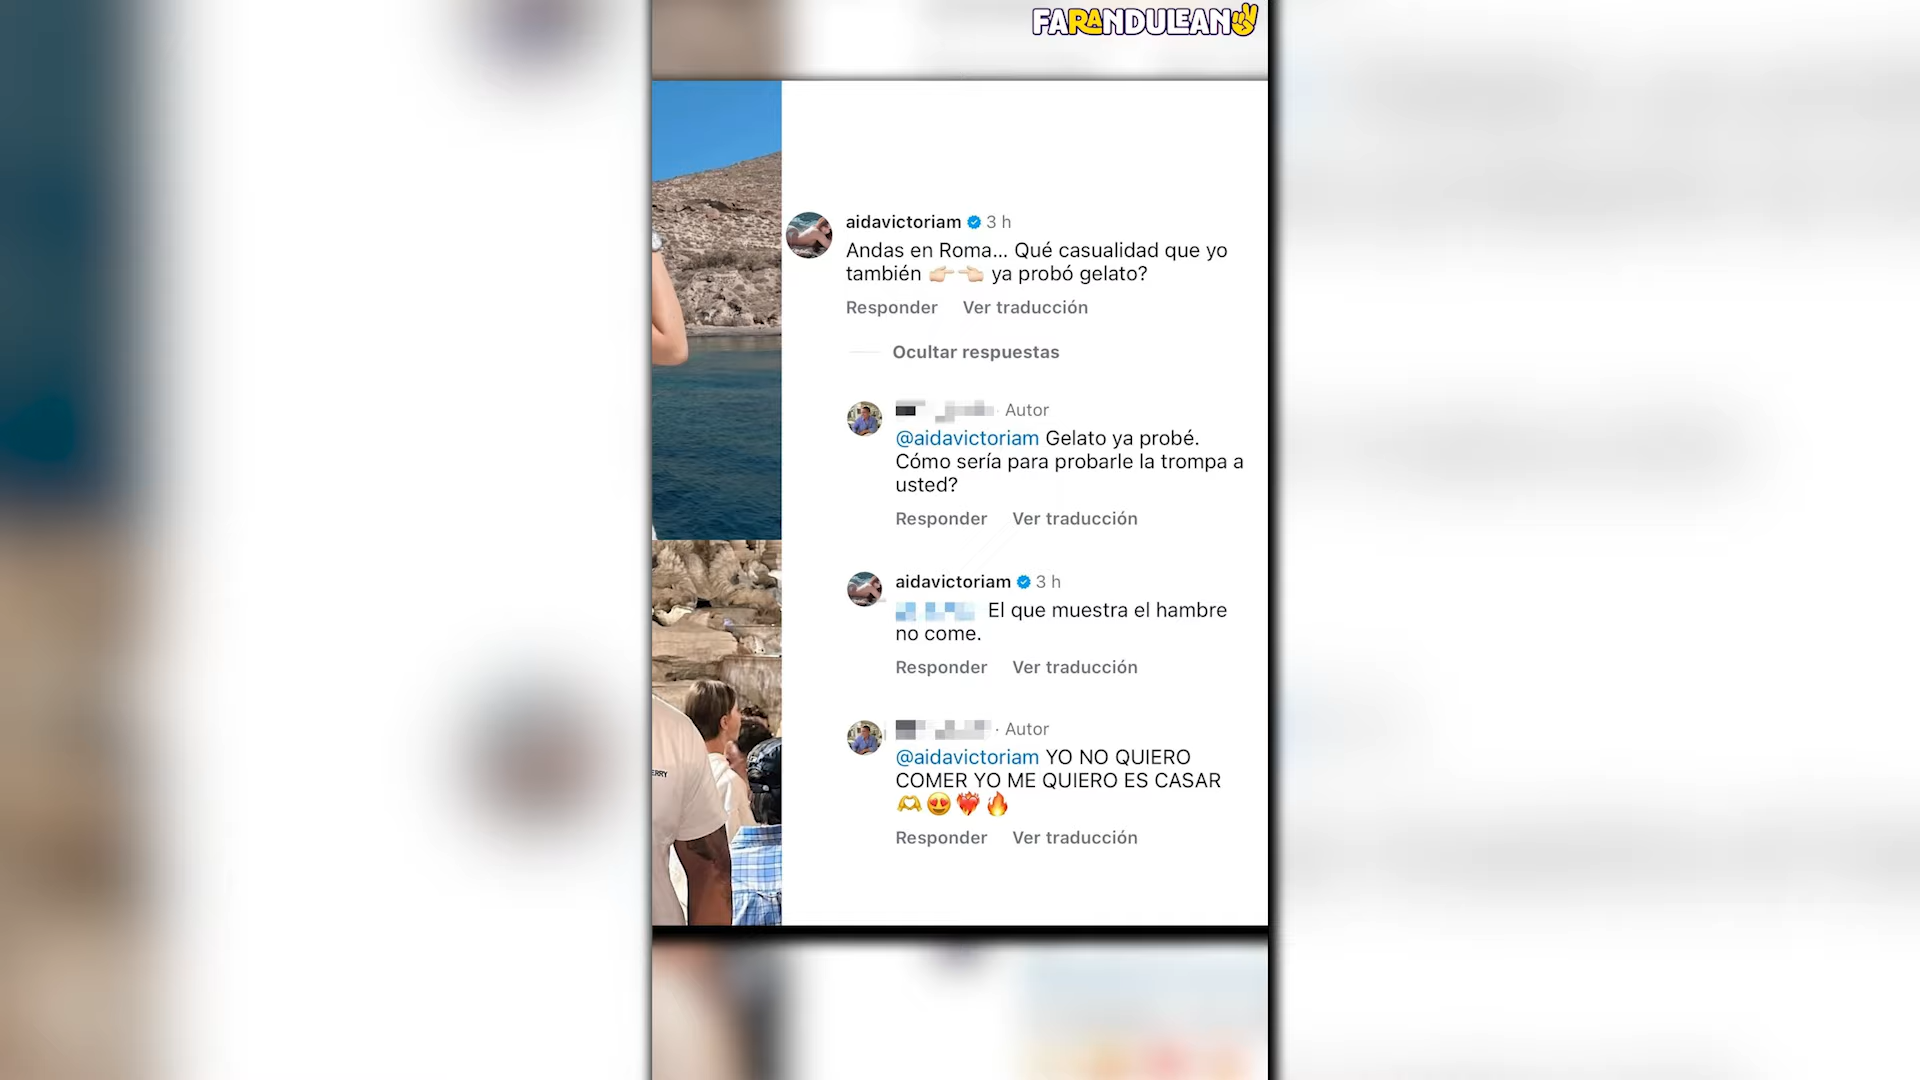 FARANDULEANO
aidavictoriam 3 h
Andas en Roma... Qué casualidad que yo
también 👉🏻👈🏻 ya probó gelato?
Responder Ver traducción
Ocultar respuestas
· Autor
@aidavictoriam Gelato ya probé.
Cómo sería para probarle la trompa a
usted?
Responder Ver traducción
aidavictoriam 3 h
El que muestra el hambre
no come.
Responder Ver traducción
· Autor
@aidavictoriam YO NO QUIERO
COMER YO ME QUIERO ES CASAR
🫶😍❤️‍🔥🔥
Responder Ver traducción